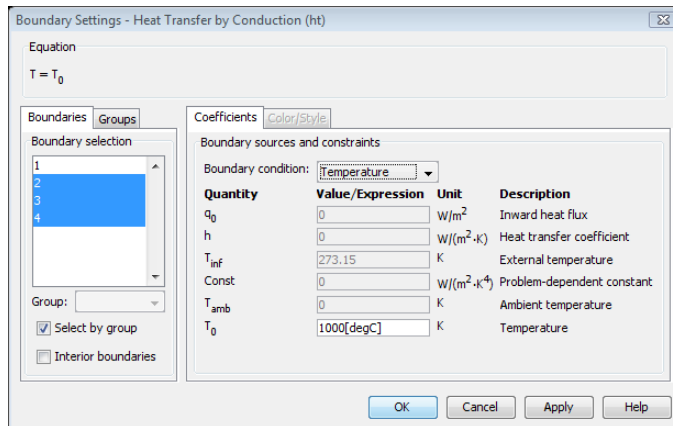 Boundary Settings - Heat Transfer by Conduction (ht)
Equation
T = T₀
Boundaries Groups
Boundary selection
1
2
3
4
Group:
Select by group
Interior boundaries
Coefficients Color/Style
Boundary sources and constraints
Boundary condition: Temperature
Quantity Value/Expression Unit Description
q₀ 0 W/m² Inward heat flux
h 0 W/(m²·K) Heat transfer coefficient
T_inf 273.15 K External temperature
Const 0 W/(m²·K⁴) Problem-dependent constant
T_amb 0 K Ambient temperature
T₀ 1000[degC] K Temperature
OK Cancel Apply Help